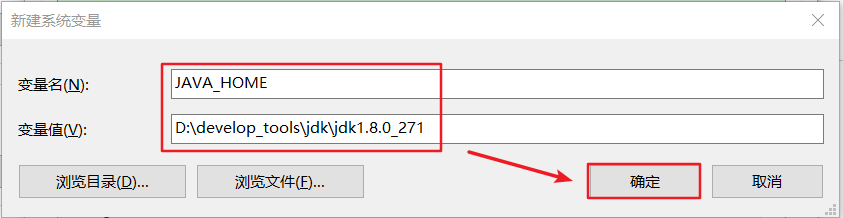 新建系统变量
变量名(N):
JAVA_HOME
变量值(V):
D:\develop_tools\jdk\jdk1.8.0_271
浏览目录(D)... 浏览文件(F)... 确定 取消